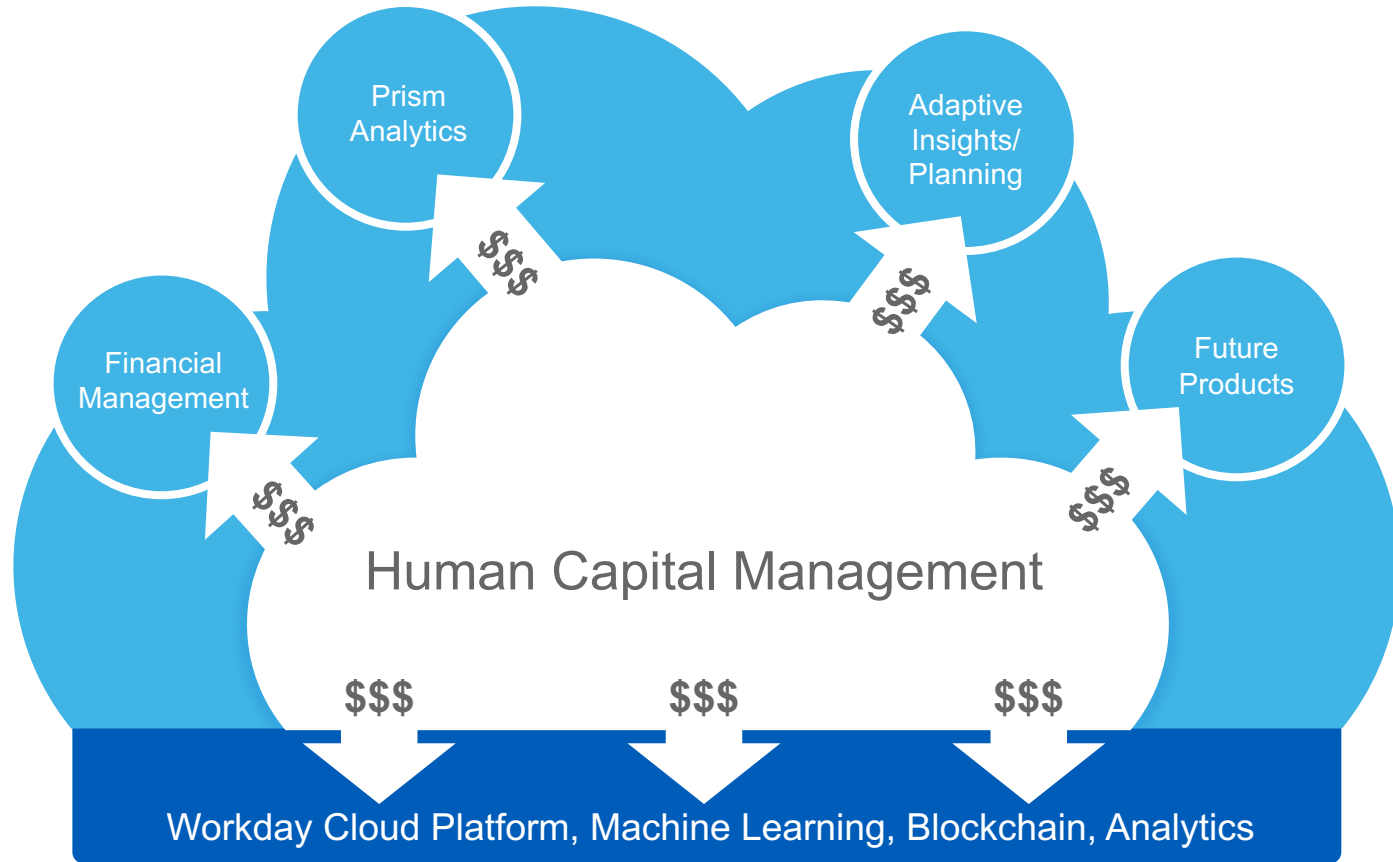 Prism
Analytics
Adaptive
Insights/
Planning
$$$
$$$
Financial
Management
Future
Products
$$$
$$$
Human Capital Management
$$$
$$$
$$$
Workday Cloud Platform, Machine Learning, Blockchain, Analytics